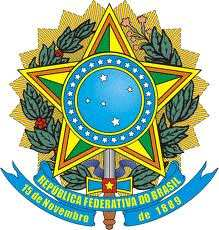 REPÚBLICA FEDERATIVA DO BRASIL
15 de Novembro de 1889